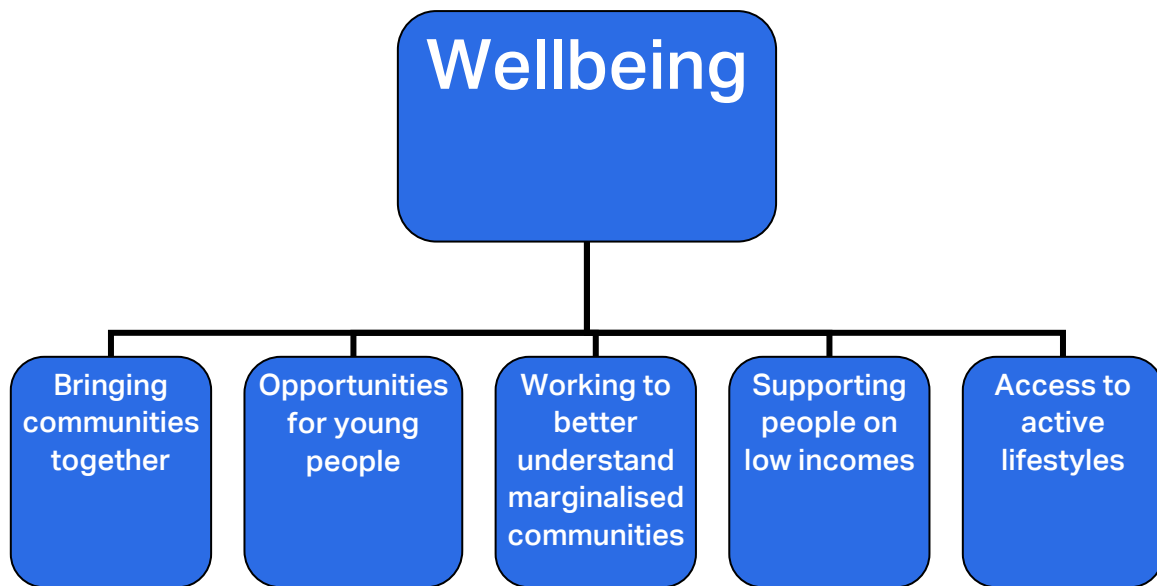 Wellbeing
Bringing
communities
together
Opportunities
for young
people
Working to
better
understand
marginalised
communities
Supporting
people on
low incomes
Access to
active
lifestyles